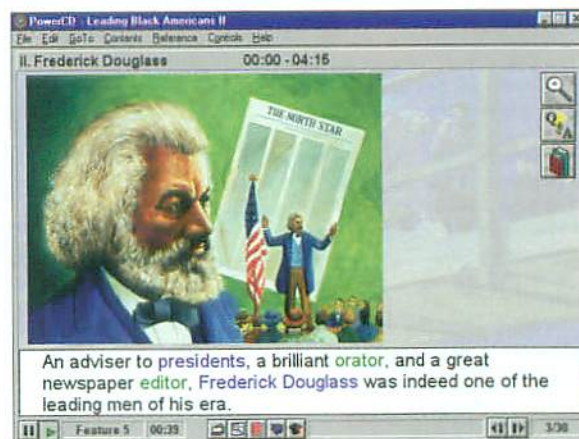 PowerCD - Leading Black Americans II
File Edit GoTo Contents Reference Controls Help
II. Frederick Douglass 00:00 - 04:15
THE NORTH STAR
Q
A
An adviser to presidents, a brilliant orator, and a great
newspaper editor, Frederick Douglass was indeed one of the
leading men of his era.
Feature 5 00:39 3/30